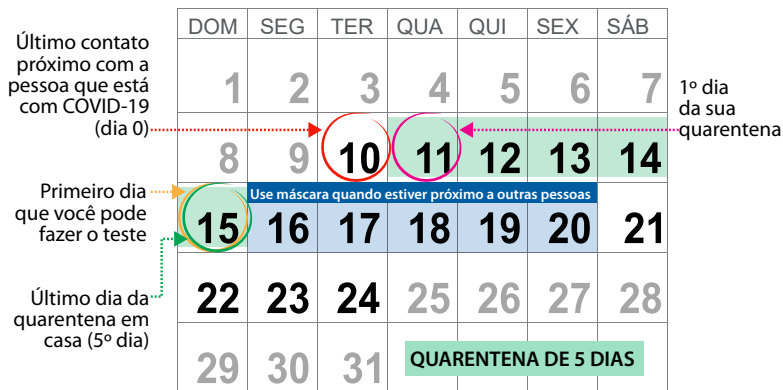 DOM SEG TER QUA QUI SEX SÁB
1 2 3 4 5 6 7
8 9 10 11 12 13 14
Use máscara quando estiver próximo a outras pessoas
15 16 17 18 19 20 21
22 23 24 25 26 27 28
29 30 31
QUARENTENA DE 5 DIAS
Último contato
próximo com a
pessoa que está
com COVID-19
(dia 0)
Primeiro dia
que você pode
fazer o teste
Último dia da
quarentena em
casa (5º dia)
1º dia
da sua
quarentena